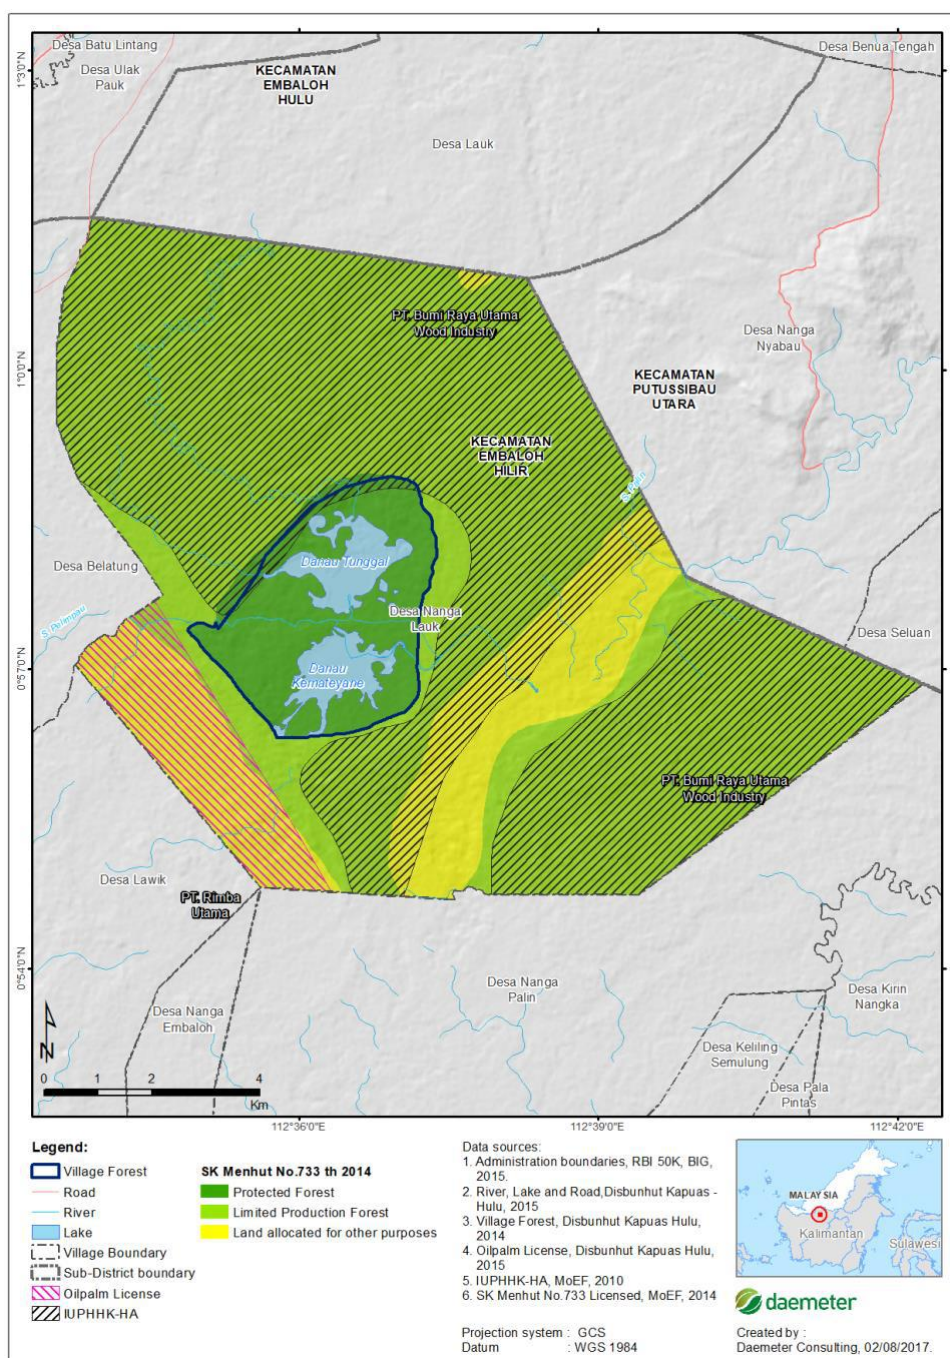 Desa Batu Lintang
Desa Ulak
Pauk
KECAMATAN
EMBALOH
HULU
Desa Benua Tengah
Desa Lauk
1°3'0"N
PT. Bumi Raya Utama
Wood Industry
Desa Nanga
Nyabau
1°0'0"N
KECAMATAN
PUTUSSIBAU
UTARA
KECAMATAN
EMBALOH
HILIR
S. Palin
Desa Belatung
Danau Tunggal
S. Pelimpau
Desa Nanga
Lauk
Desa Seluan
0°57'0"N
Danau
Kemateyane
PT. Bumi Raya Utama
Wood Industry
Desa Lawik
PT. Rimba
Utama
0°54'0"N
Desa Nanga
Palin
Desa Kirin
Nangka
Desa Nanga
Embaloh
Desa Keliling
Semulung
Desa Pala
Pintas
N
0 1 2 4
Km
112°36'0"E 112°39'0"E 112°42'0"E
Legend:
Village Forest
Road
River
Lake
Village Boundary
Sub-District boundary
Oilpalm License
IUPHHK-HA
SK Menhut No.733 th 2014
Protected Forest
Limited Production Forest
Land allocated for other purposes
Data sources:
1. Administration boundaries, RBI 50K, BIG,
2015.
2. River, Lake and Road,Disbunhut Kapuas -
Hulu, 2015
3. Village Forest, Disbunhut Kapuas Hulu,
2014
4. Oilpalm License, Disbunhut Kapuas Hulu,
2015
5. IUPHHK-HA, MoEF, 2010
6. SK Menhut No.733 Licensed, MoEF, 2014
Projection system : GCS
Datum : WGS 1984
MALAYSIA
Kalimantan
Sulawesi
daemeter
Created by :
Daemeter Consulting, 02/08/2017.